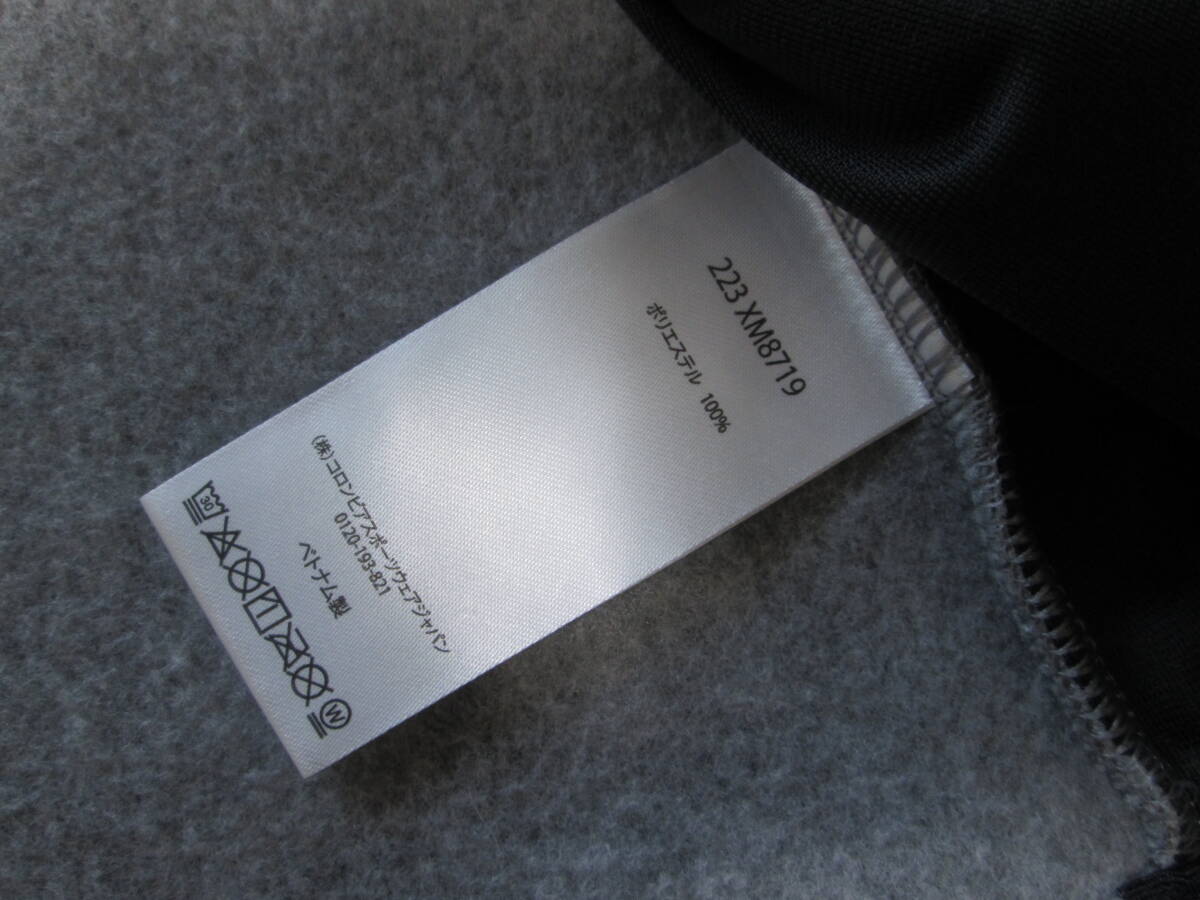 223 XM8719
ポリエステル 100%
(株)コロンビアスポーツウェアジャパン
0120-193-821
ベトナム製
30
W